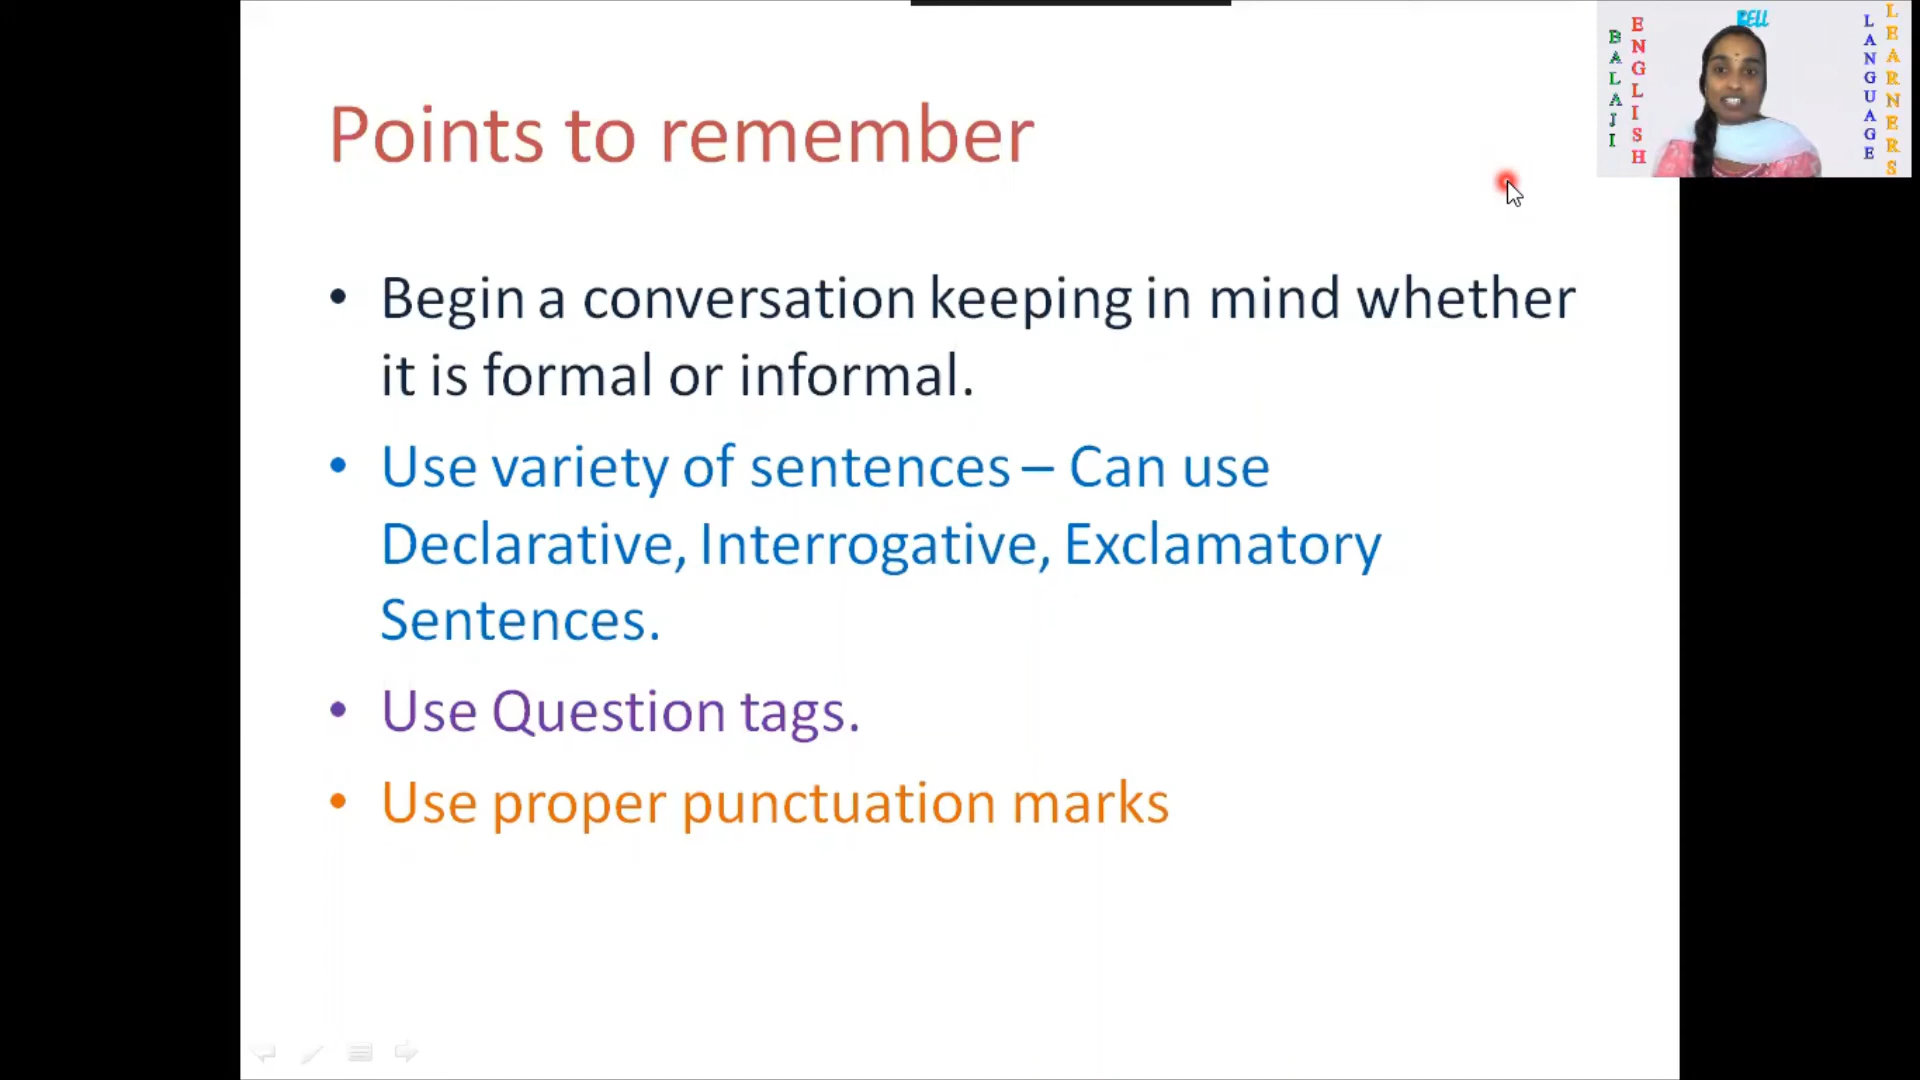 Points to remember
• Begin a conversation keeping in mind whether
it is formal or informal.
• Use variety of sentences – Can use
Declarative, Interrogative, Exclamatory
Sentences.
• Use Question tags.
• Use proper punctuation marks
BALAJI
ENGLISH
BELL
LANGUAGE
LEARNERS